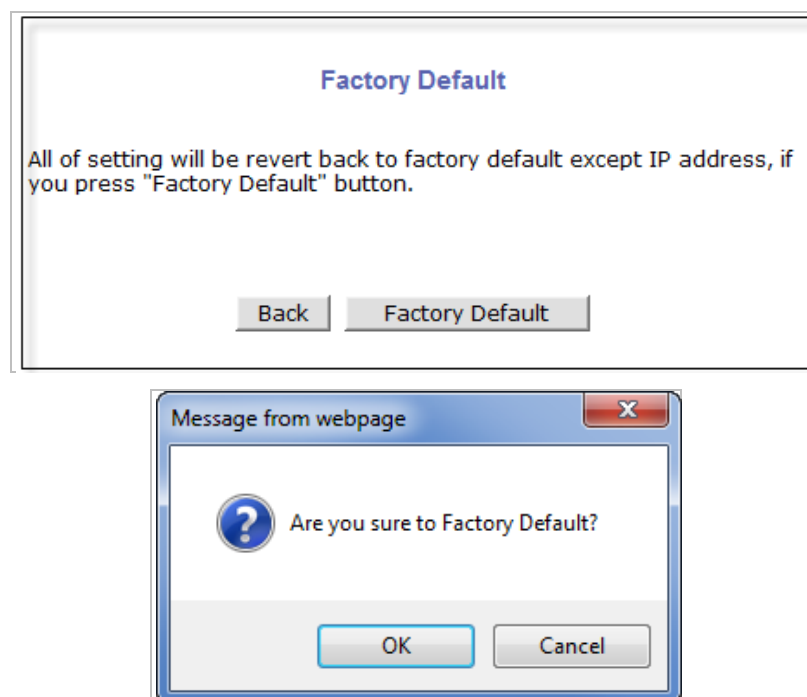 Factory Default
All of setting will be revert back to factory default except IP address, if
you press "Factory Default" button.
Back Factory Default
Message from webpage
Are you sure to Factory Default?
OK Cancel